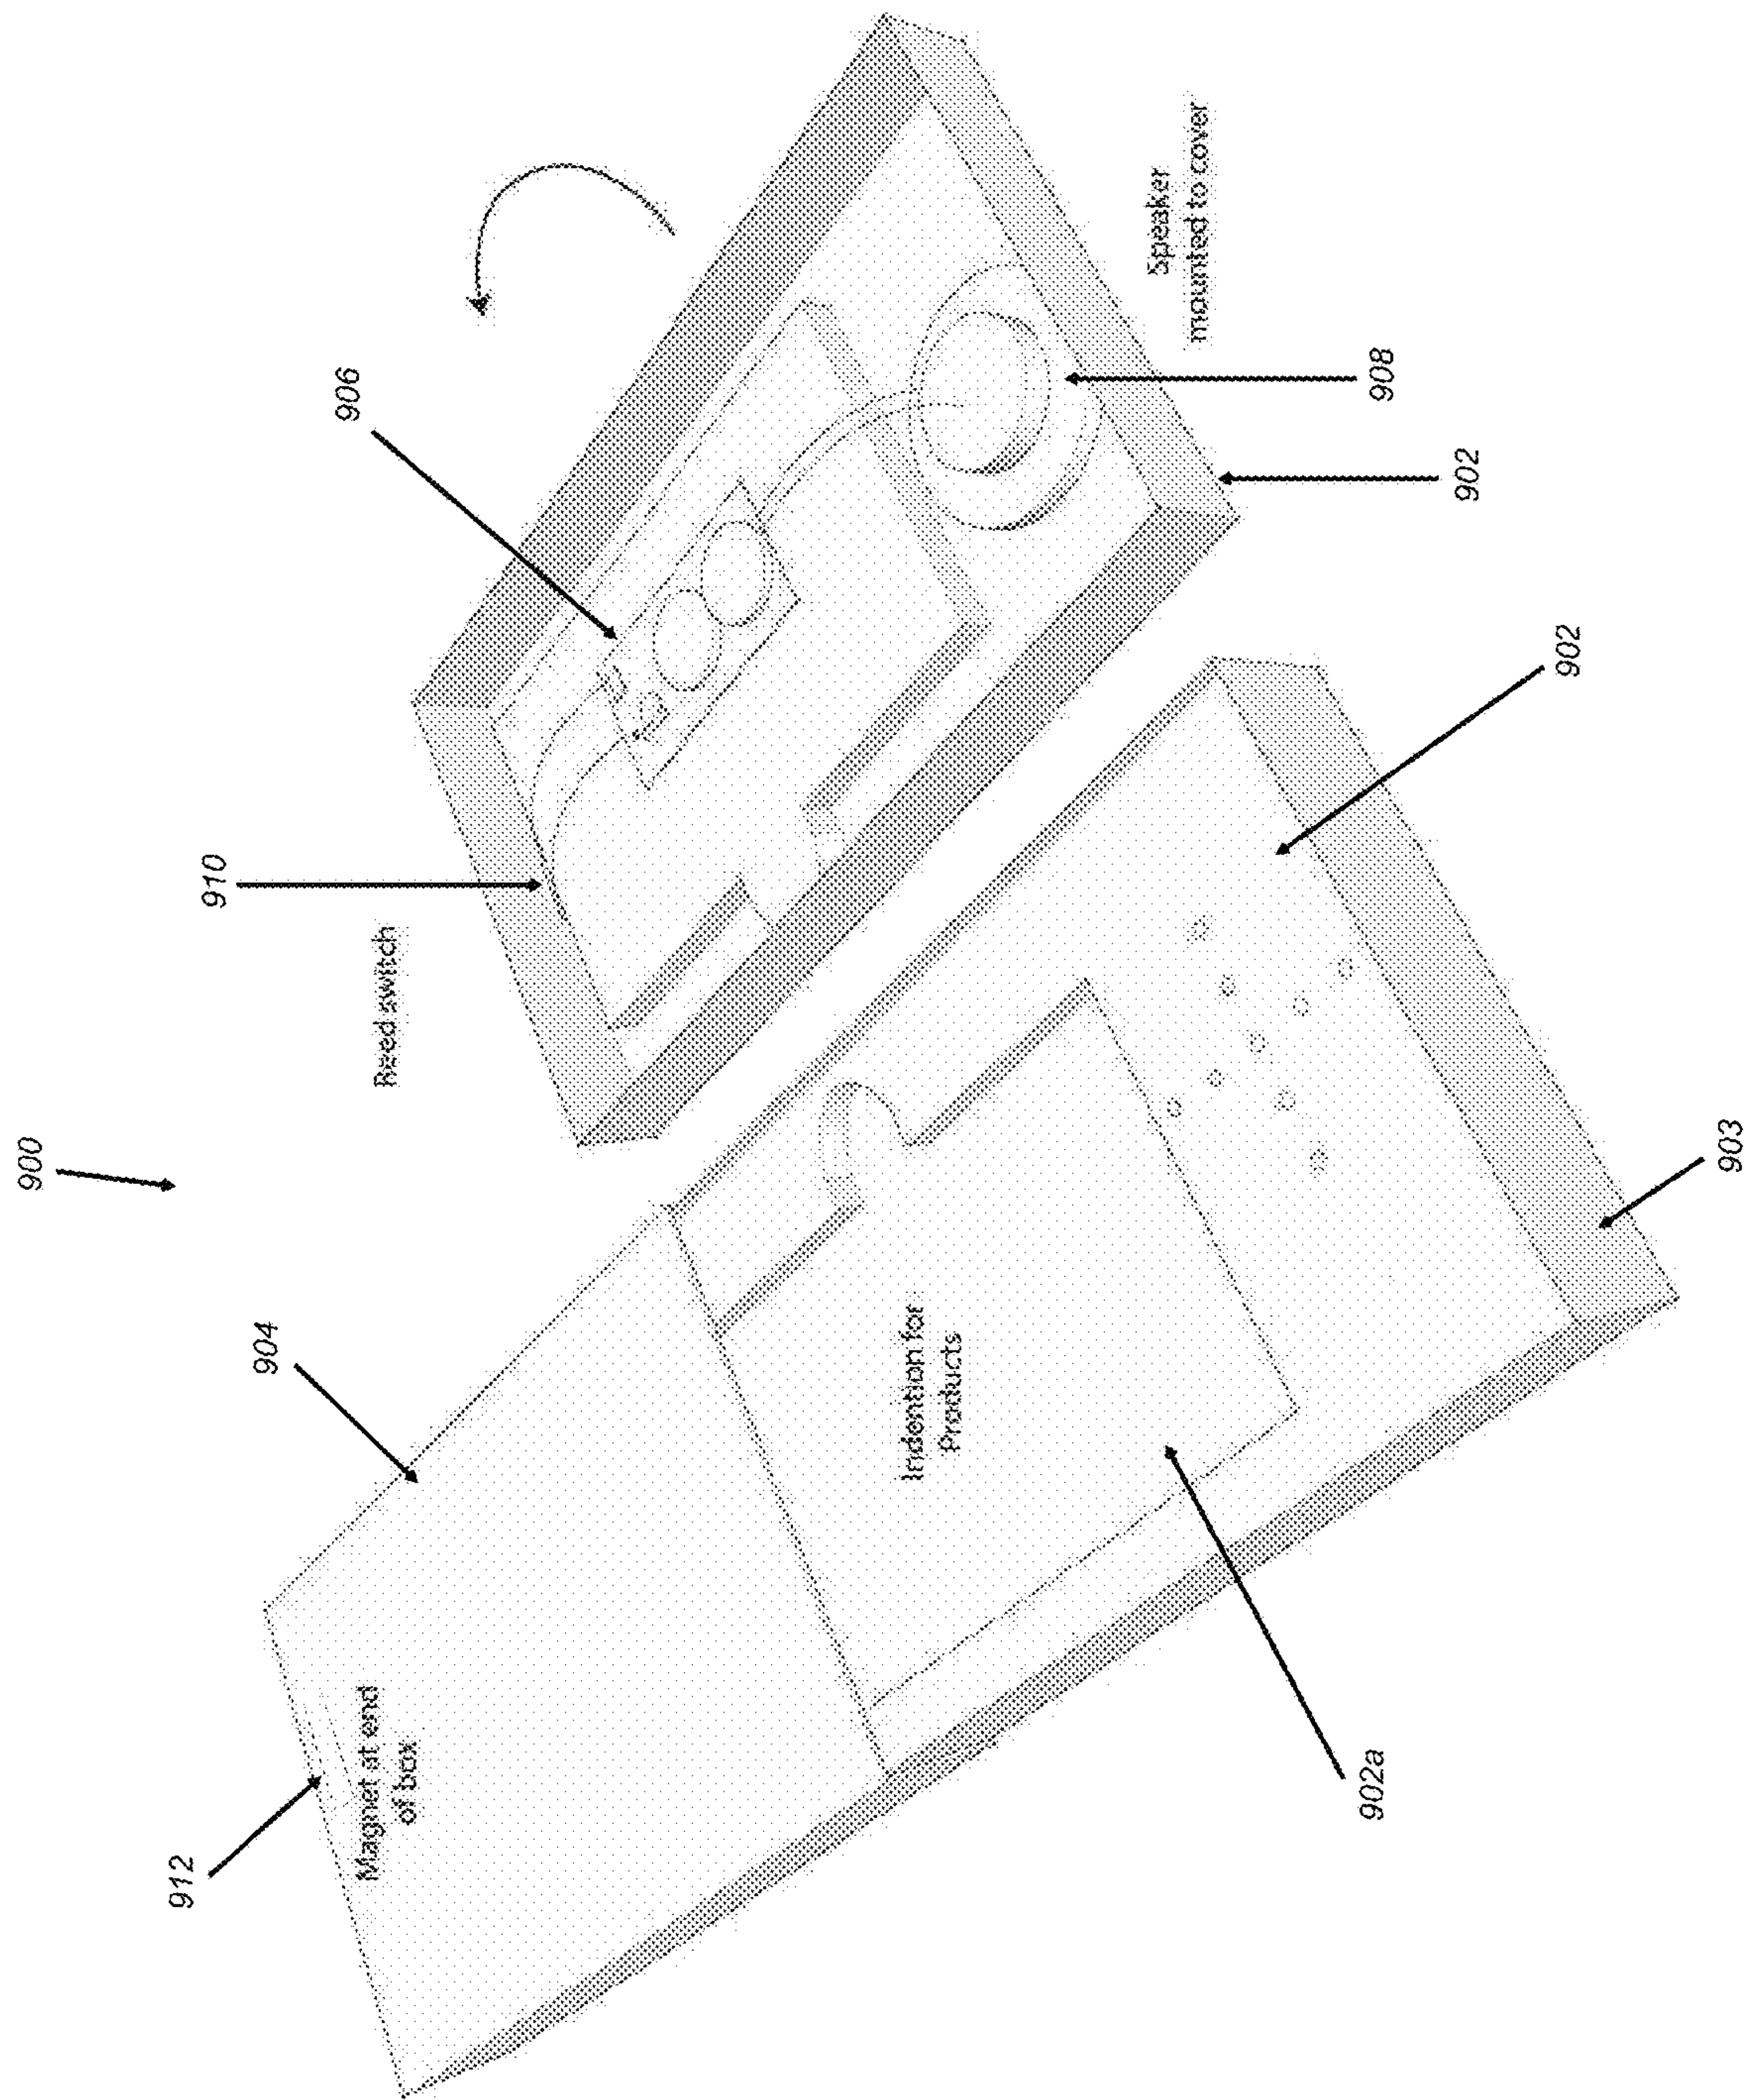 900
912
Magnet at end
of box
904
Reed switch
910
906
Indention for
Products
902a
903
902
902
908
Speaker
mounted to cover